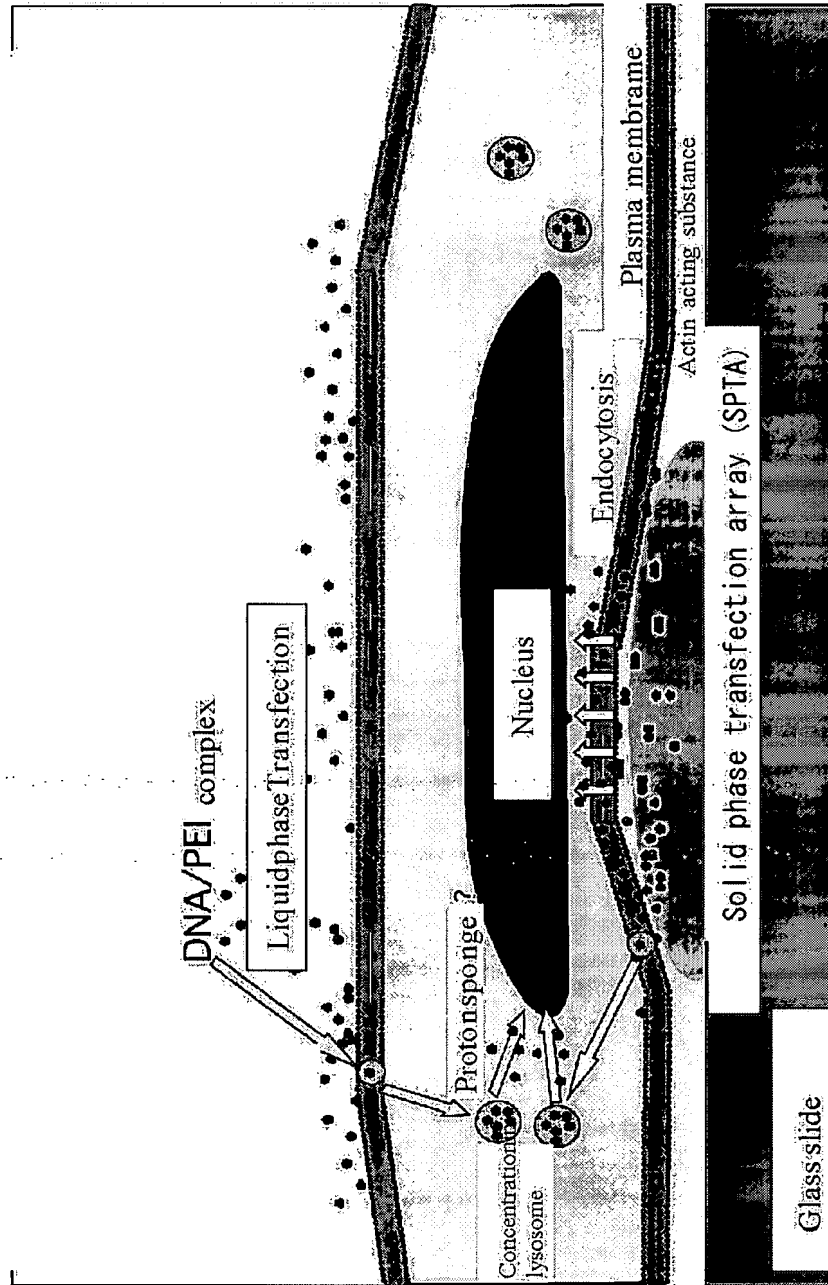 DNA/PEI complex
LiquidphaseTransfection
Protonsponge ?
Concentration
lysosome
Nucleus
Endocytosis
Plasma membrame
Actin acting substance
Solid phase transfection array (SPTA)
Glass slide